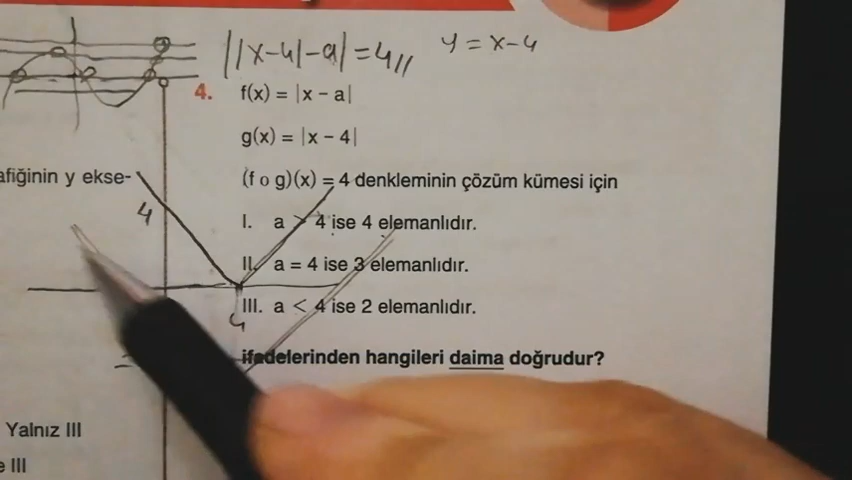 ||x-4|-a|=4//
y=x-4
4.
f(x) = |x - a|
g(x) = |x - 4|
afiğinin y ekse-
(f o g)(x) = 4 denkleminin çözüm kümesi için
4
I. a > 4 ise 4 elemanlıdır.
II. a = 4 ise 3 elemanlıdır.
III. a < 4 ise 2 elemanlıdır.
4
ifadelerinden hangileri daima doğrudur?
Yalnız III
e III